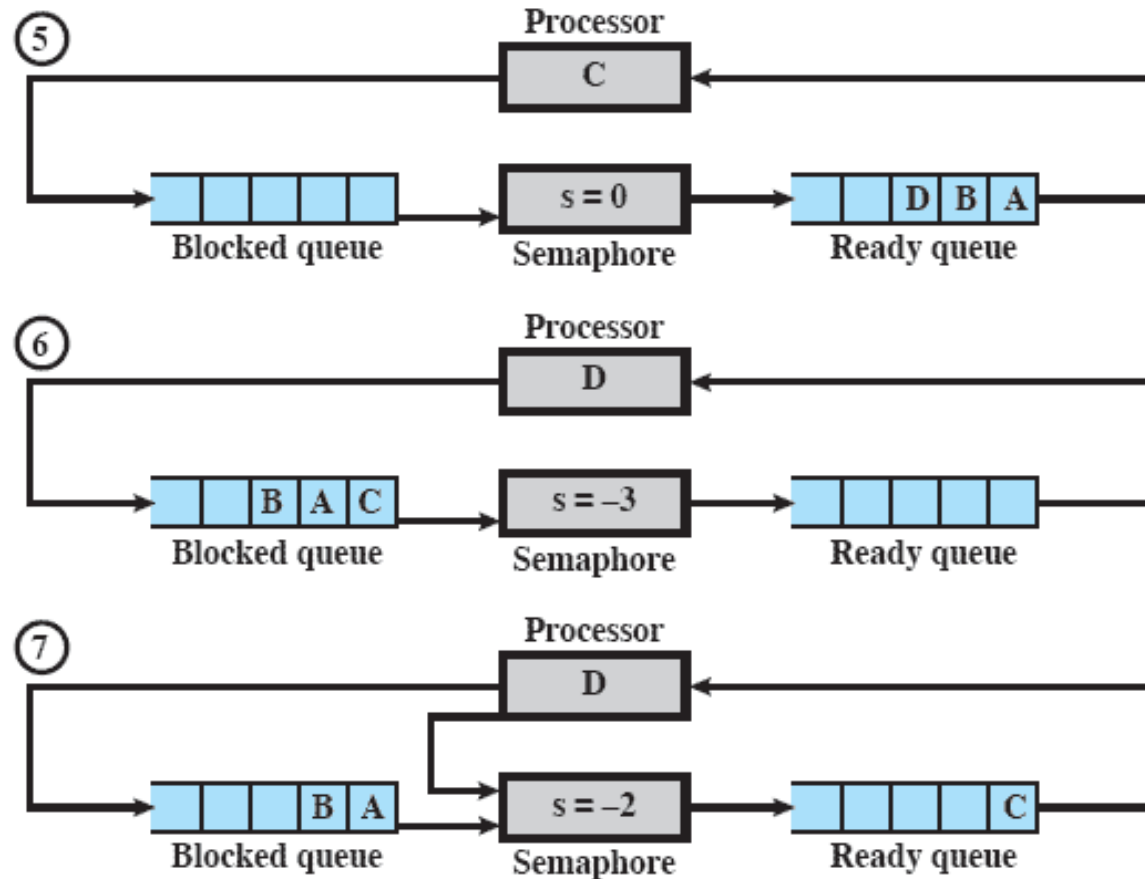 5
Processor
C
s = 0
D B A
Blocked queue
Semaphore
Ready queue
6
Processor
D
B A C
s = –3
Blocked queue
Semaphore
Ready queue
7
Processor
D
B A
s = –2
C
Blocked queue
Semaphore
Ready queue